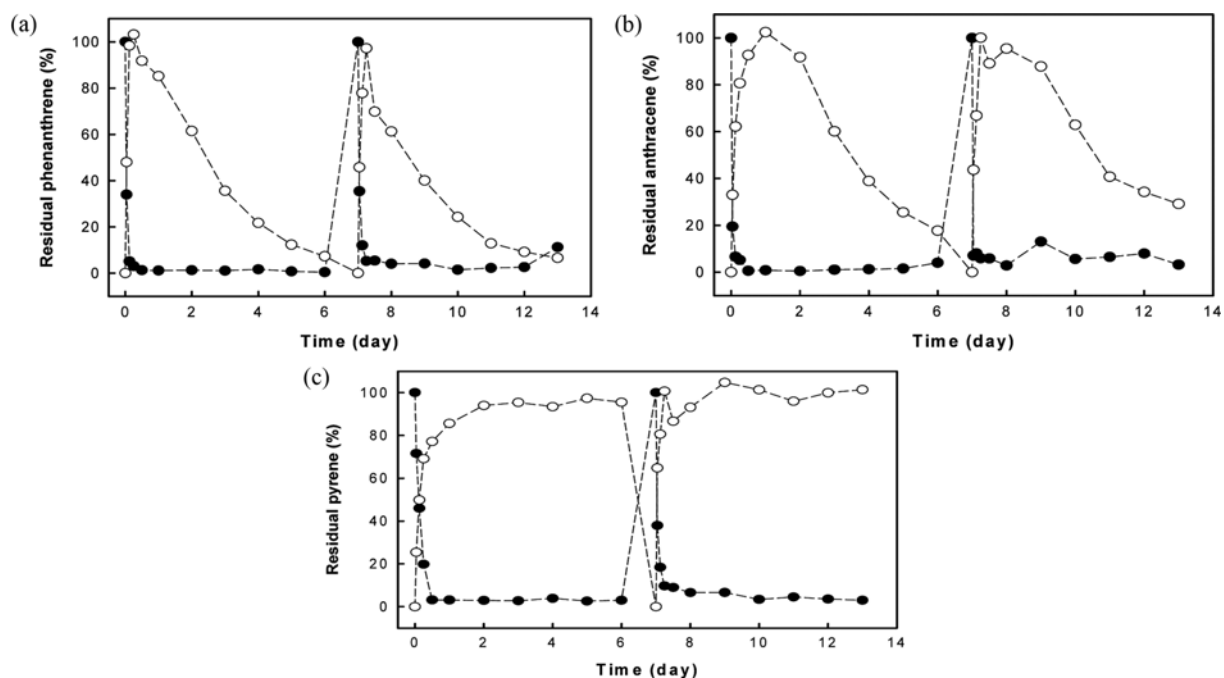 (a)
Residual phenanthrene (%)
100
80
60
40
20
0
0 2 4 6 8 10 12 14
Time (day)
(b)
Residual anthracene (%)
100
80
60
40
20
0
0 2 4 6 8 10 12 14
Time (day)
(c)
Residual pyrene (%)
100
80
60
40
20
0
0 2 4 6 8 10 12 14
Time (day)